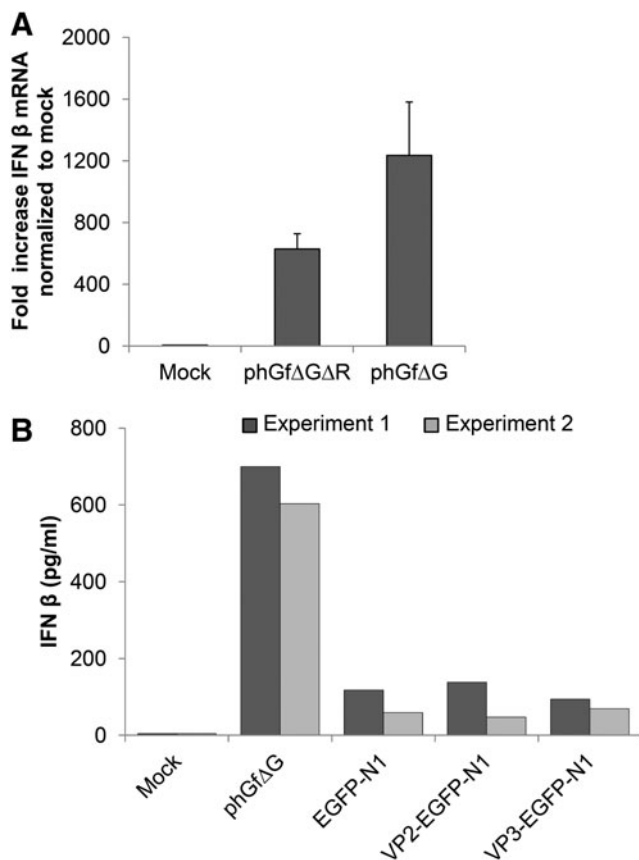 A
Fold increase IFN β mRNA
normalized to mock
2000
1600
1200
800
400
0
Mock
phGfΔGΔR
phGfΔG
B
Experiment 1
Experiment 2
IFN β (pg/ml)
800
600
400
200
0
Mock
phGfΔG
EGFP-N1
VP2-EGFP-N1
VP3-EGFP-N1